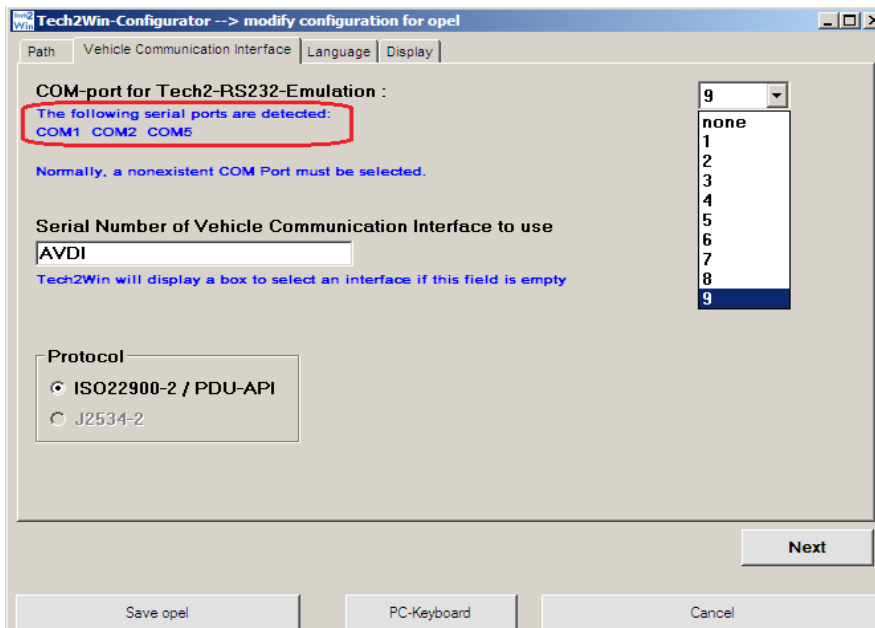 Tech2 Win
Tech2Win-Configurator --> modify configuration for opel
Path
Vehicle Communication Interface
Language
Display
COM-port for Tech2-RS232-Emulation :
9
The following serial ports are detected:
COM1 COM2 COM5
none
1
2
3
4
5
6
7
8
9
Normally, a nonexistent COM Port must be selected.
Serial Number of Vehicle Communication Interface to use
AVDI
Tech2Win will display a box to select an interface if this field is empty
Protocol
ISO22900-2 / PDU-API
J2534-2
Next
Save opel
PC-Keyboard
Cancel